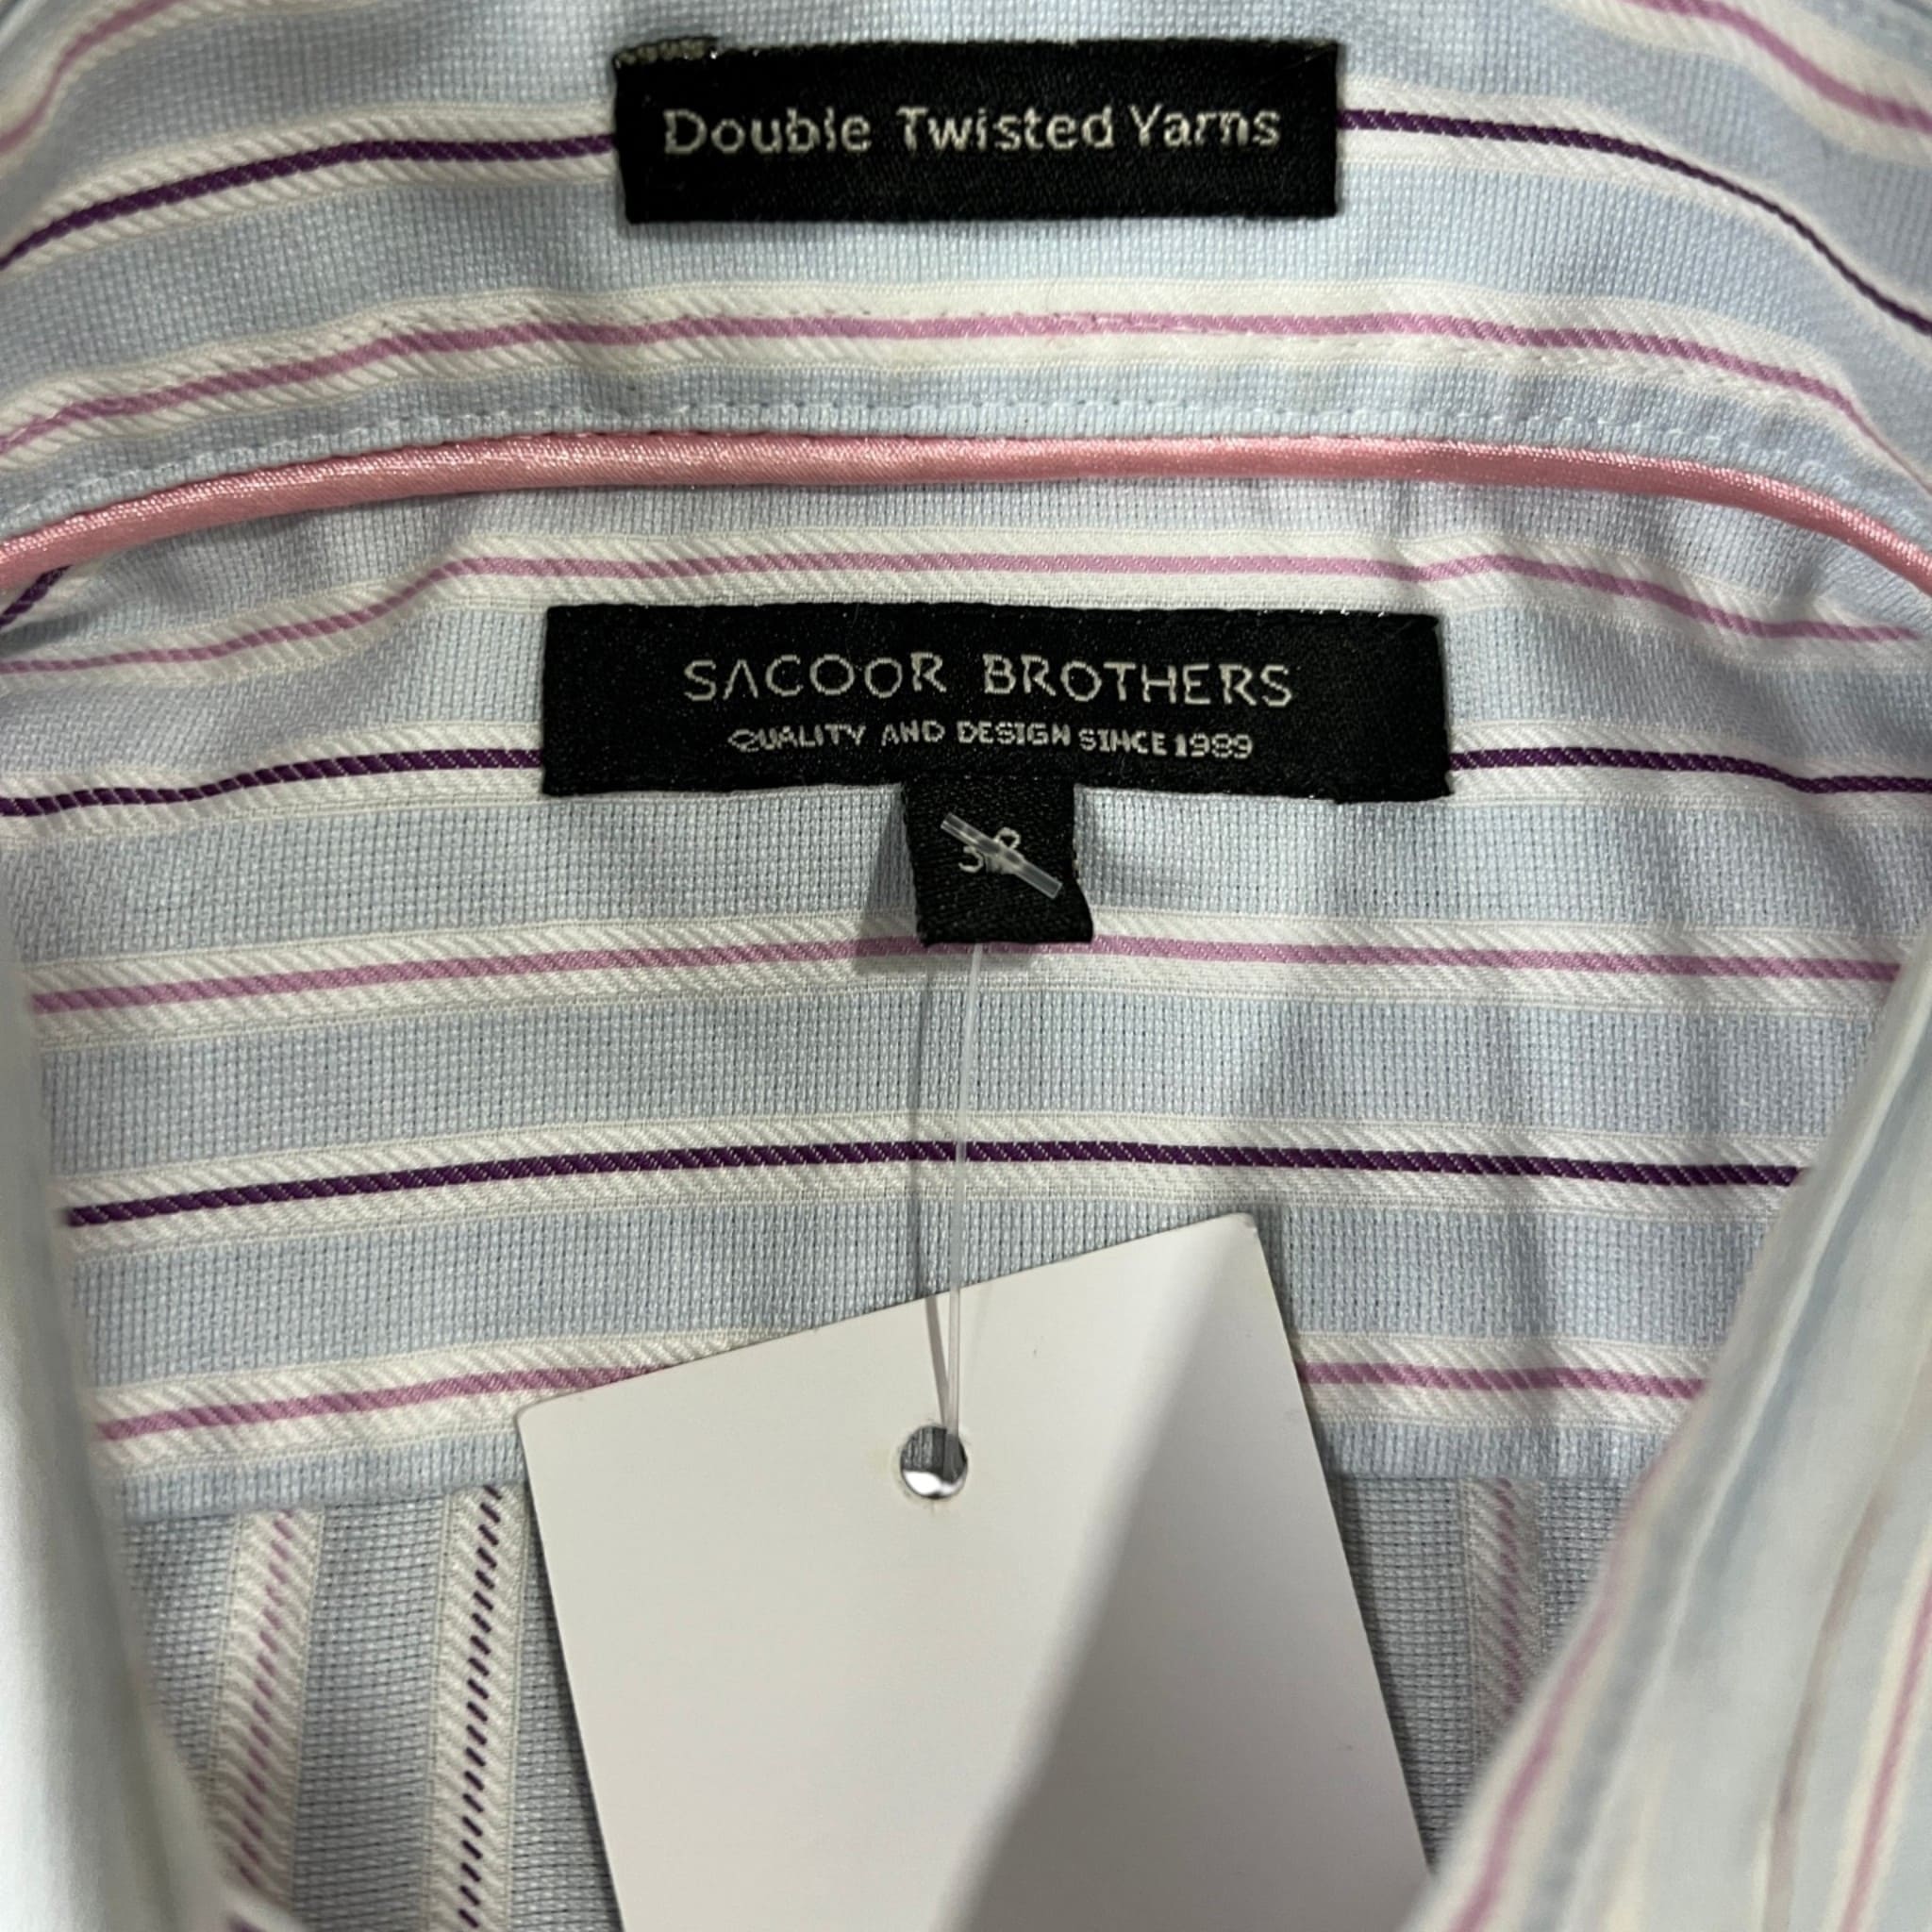 Double Twisted Yarns
SACOOR BROTHERS
QUALITY AND DESIGN SINCE 1989